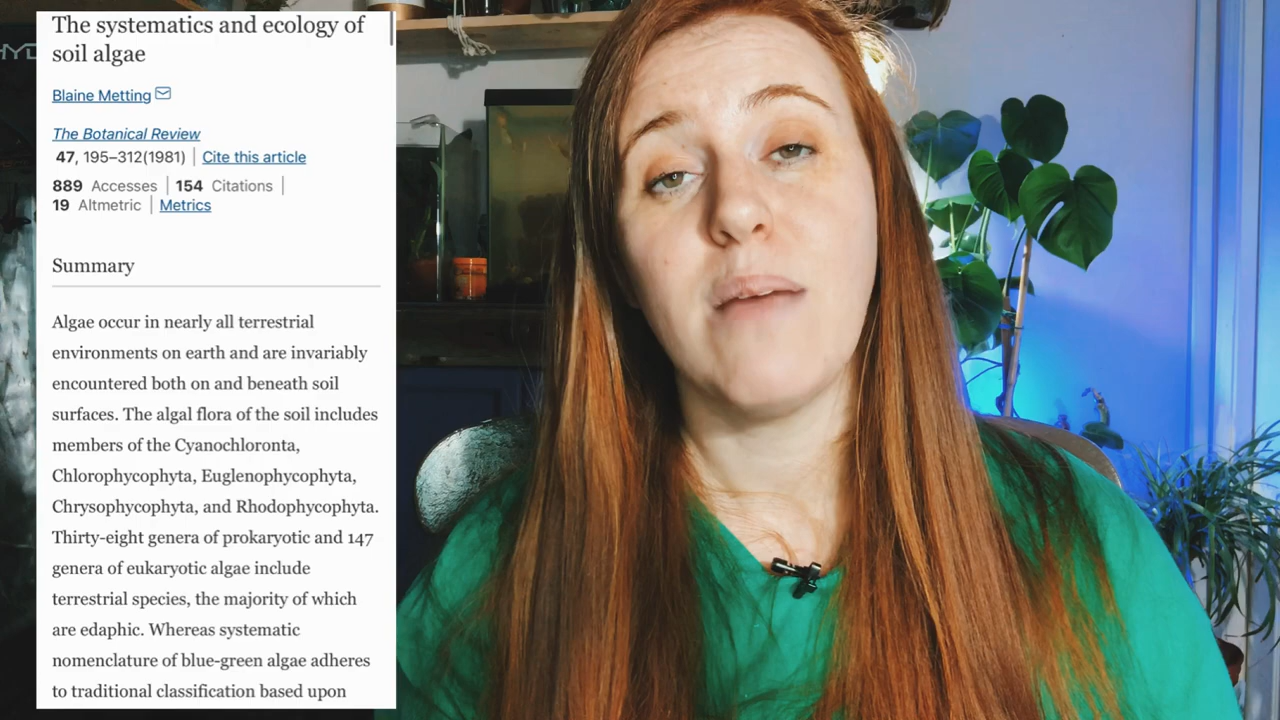 The systematics and ecology of
soil algae
Blaine Metting
The Botanical Review
47, 195–312(1981) | Cite this article
889 Accesses | 154 Citations |
19 Altmetric | Metrics
Summary
Algae occur in nearly all terrestrial
environments on earth and are invariably
encountered both on and beneath soil
surfaces. The algal flora of the soil includes
members of the Cyanochloronta,
Chlorophycophyta, Euglenophycophyta,
Chrysophycophyta, and Rhodophycophyta.
Thirty-eight genera of prokaryotic and 147
genera of eukaryotic algae include
terrestrial species, the majority of which
are edaphic. Whereas systematic
nomenclature of blue-green algae adheres
to traditional classification based upon